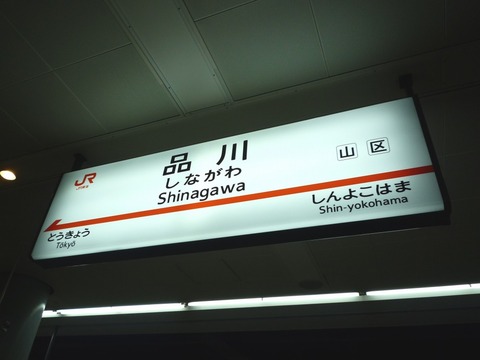 JR
品川
しながわ
Shinagawa
山 区
とうきょう
Tōkyō
しんよこはま
Shin-yokohama